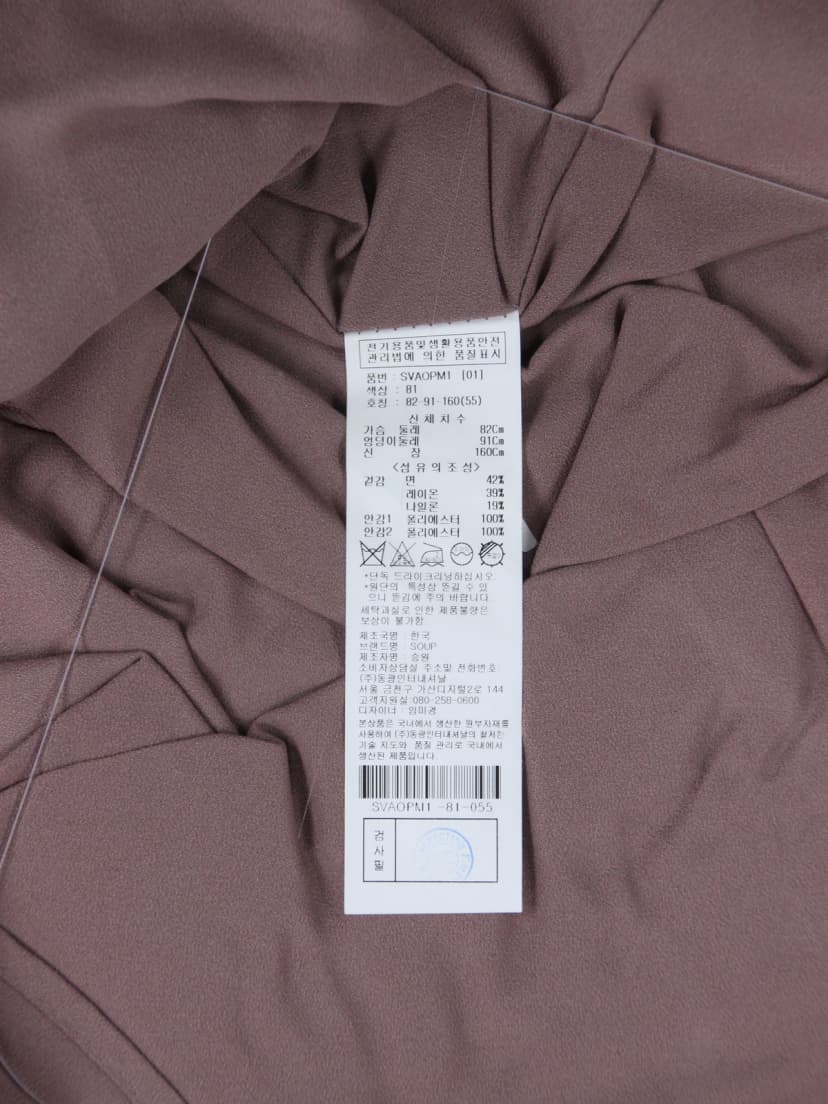 전기용품및생활용품안전
관리법에 의한 품질표시
품번 : SVAOPM1 [01]
색상 : 81
호칭 : 82-91-160(55)
신 체 치 수
가슴 둘레 82Cm
엉덩이둘레 91Cm
신 장 160Cm
<섬 유 의 조 성>
겉감 면 42%
레이온 39%
나일론 19%
안감1 폴리에스터 100%
안감2 폴리에스터 100%
*단독 드라이크리닝하십시오
*원단의 특성상 뜯길 수 있
으니 뜯김에 주의 바랍니다
세탁과실로 인한 제품불량은
보상이 불가함
제조국명 : 한국
브랜드명 : SOUP
제조자명 : 승원
소비자상담실 주소및 전화번호
(주)동광인터내셔날
서울 금천구 가산디지털2로 144
고객지원실 080-258-0600
디자이너 : 임미경
본상품은 국내에서 생산한 원부자재를
사용하여 (주)동광인터내셔날의 철저한
기술 지도와 품질 관리로 국내에서
생산된 제품입니다.
SVAOPM1 -81-055
검
사
필